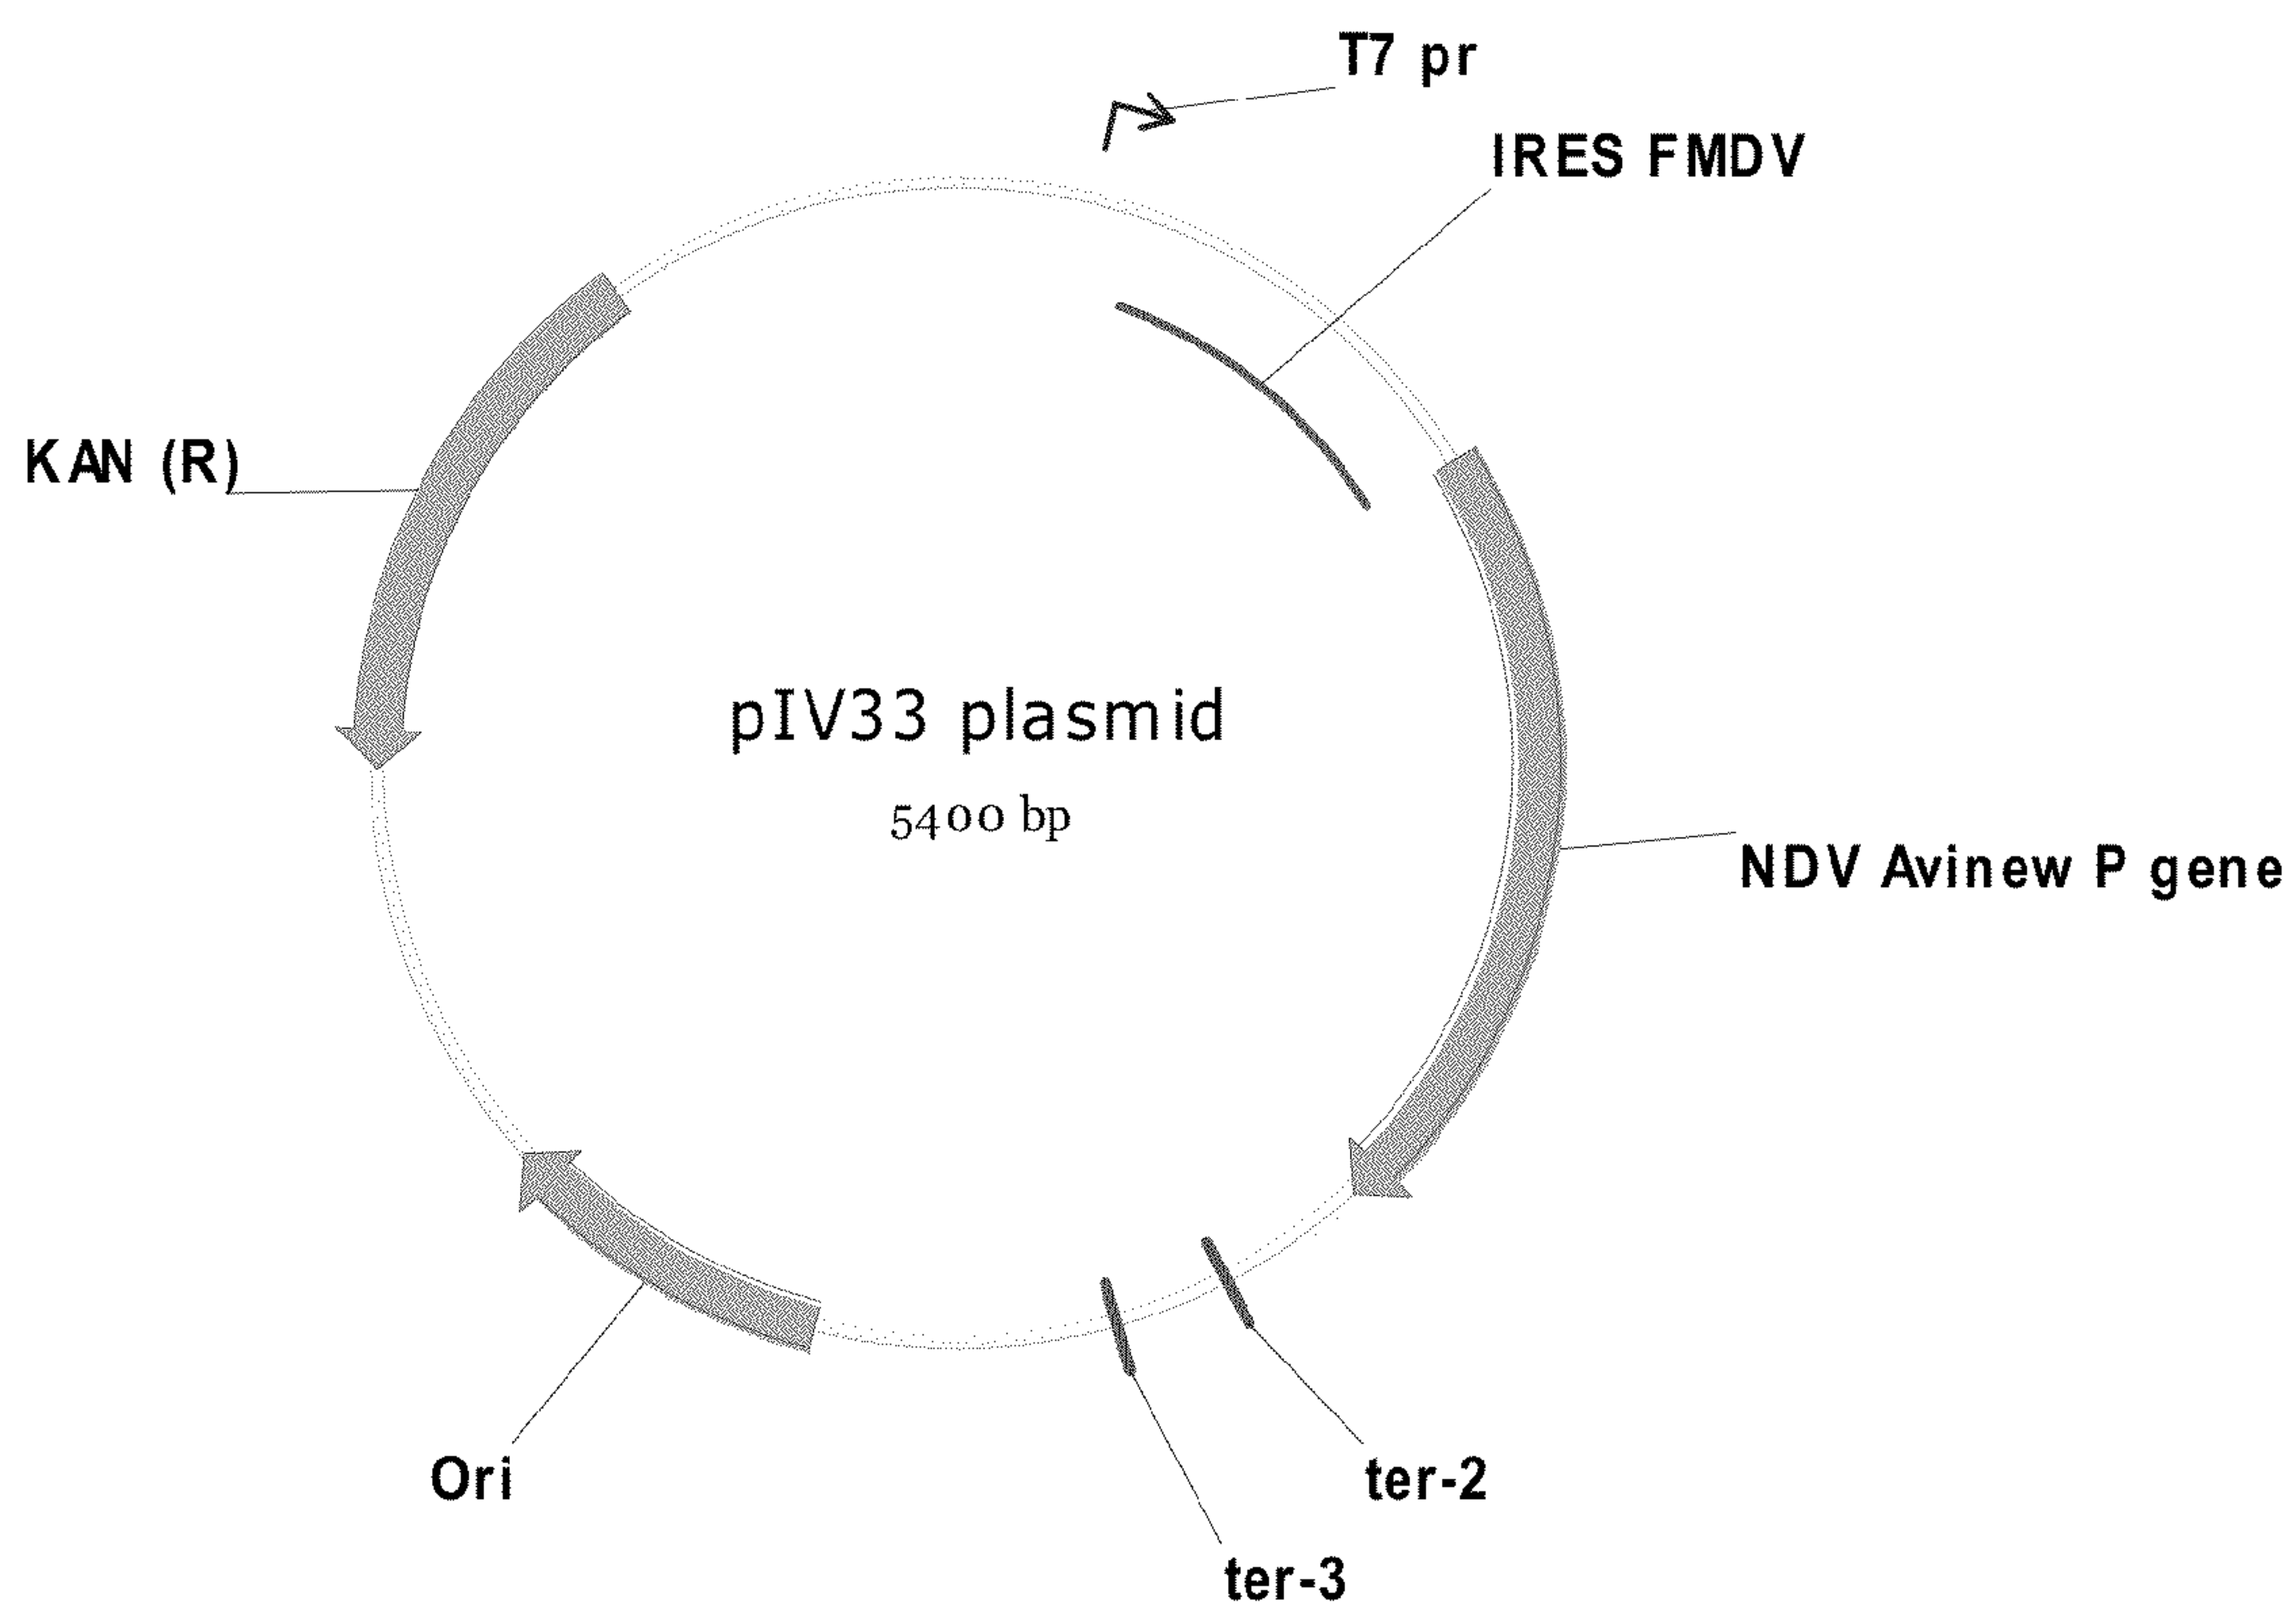 T7 pr
IRES FMDV
KAN (R)
pIV33 plasmid
5400 bp
NDV Avinew P gene
Ori
ter-2
ter-3